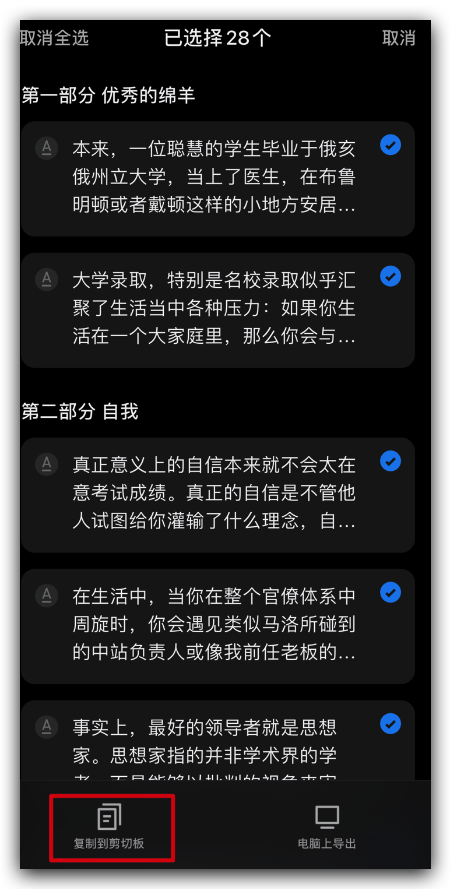 取消全选 已选择28个 取消
第一部分 优秀的绵羊
本来，一位聪慧的学生毕业于俄亥
俄州立大学，当上了医生，在布鲁
明顿或者戴顿这样的小地方安居…
大学录取，特别是名校录取似乎汇
聚了生活当中各种压力：如果你生
活在一个大家庭里，那么你会与…
第二部分 自我
真正意义上的自信本来就不会太在
意考试成绩。真正的自信是不管他
人试图给你灌输了什么理念，自…
在生活中，当你在整个官僚体系中
周旋时，你会遇见类似马洛所碰到
的中站负责人或像我前任老板的…
事实上，最好的领导者就是思想
家。思想家指的并非学术界的学
复制到剪切板 电脑上导出